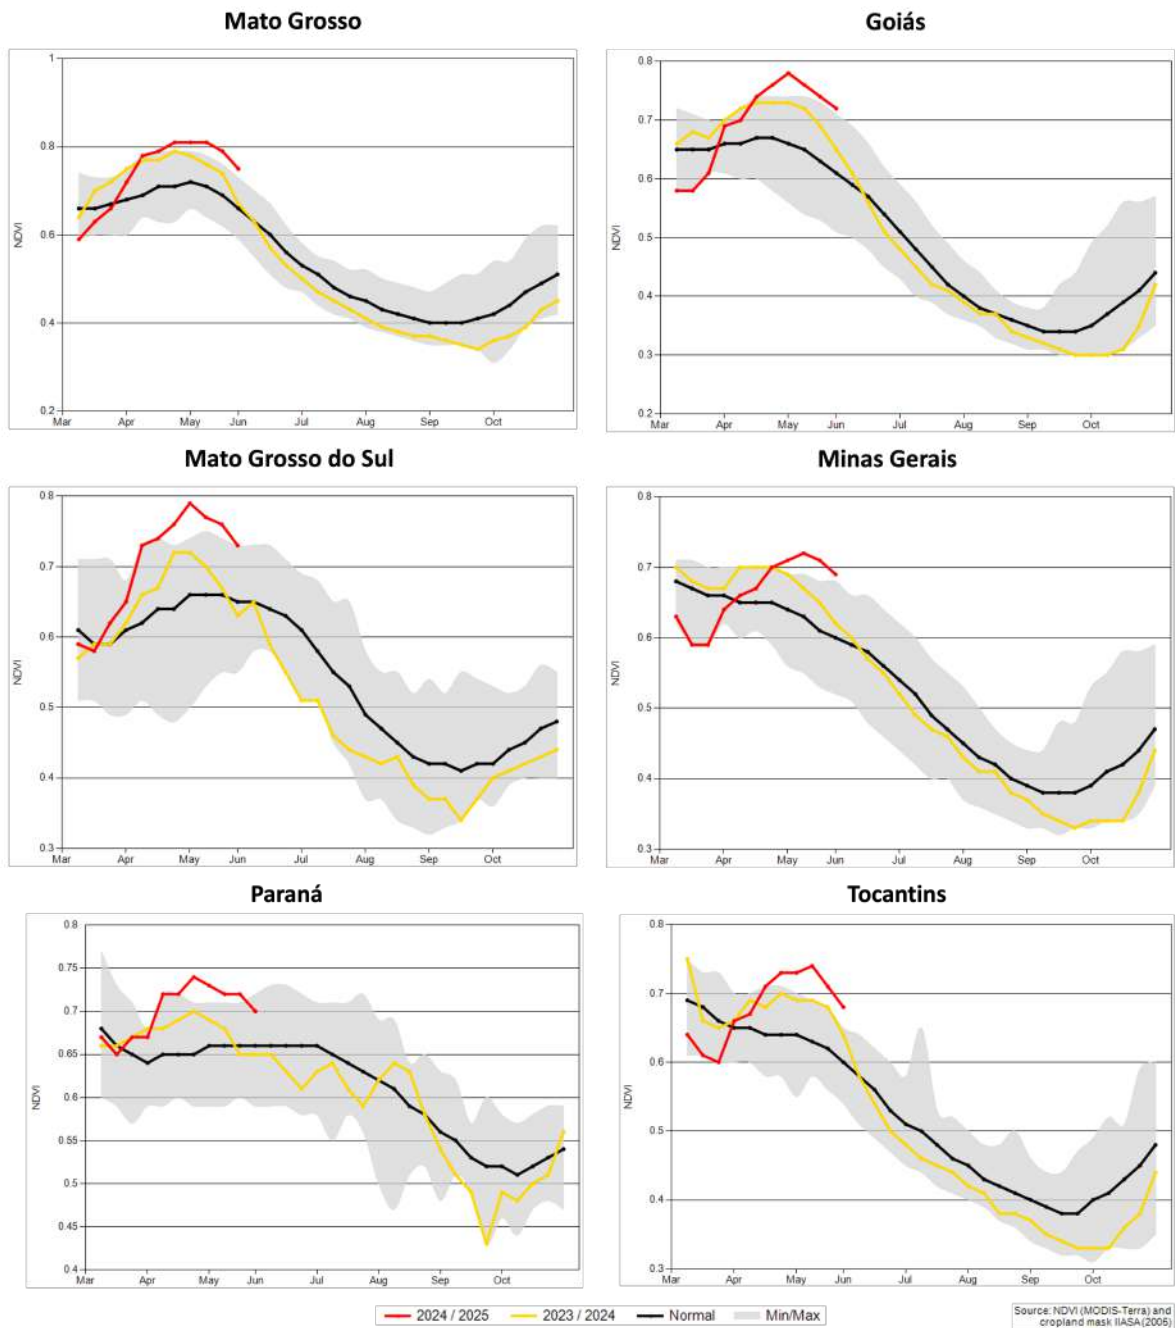 Mato Grosso
1
0.8
0.6
0.4
0.2
NDVI
Mar Apr May Jun Jul Aug Sep Oct
Goiás
0.8
0.7
0.6
0.5
0.4
0.3
0.2
NDVI
Mar Apr May Jun Jul Aug Sep Oct
Mato Grosso do Sul
0.8
0.7
0.6
0.5
0.4
0.3
NDVI
Mar Apr May Jun Jul Aug Sep Oct
Minas Gerais
0.8
0.7
0.6
0.5
0.4
0.3
NDVI
Mar Apr May Jun Jul Aug Sep Oct
Paraná
0.8
0.75
0.7
0.65
0.6
0.55
0.5
0.45
0.4
NDVI
Mar Apr May Jun Jul Aug Sep Oct
Tocantins
0.8
0.7
0.6
0.5
0.4
0.3
NDVI
Mar Apr May Jun Jul Aug Sep Oct
2024 / 2025 2023 / 2024 Normal Min/Max
Source: NDVI (MODIS-Terra) and
cropland mask IIASA (2006)